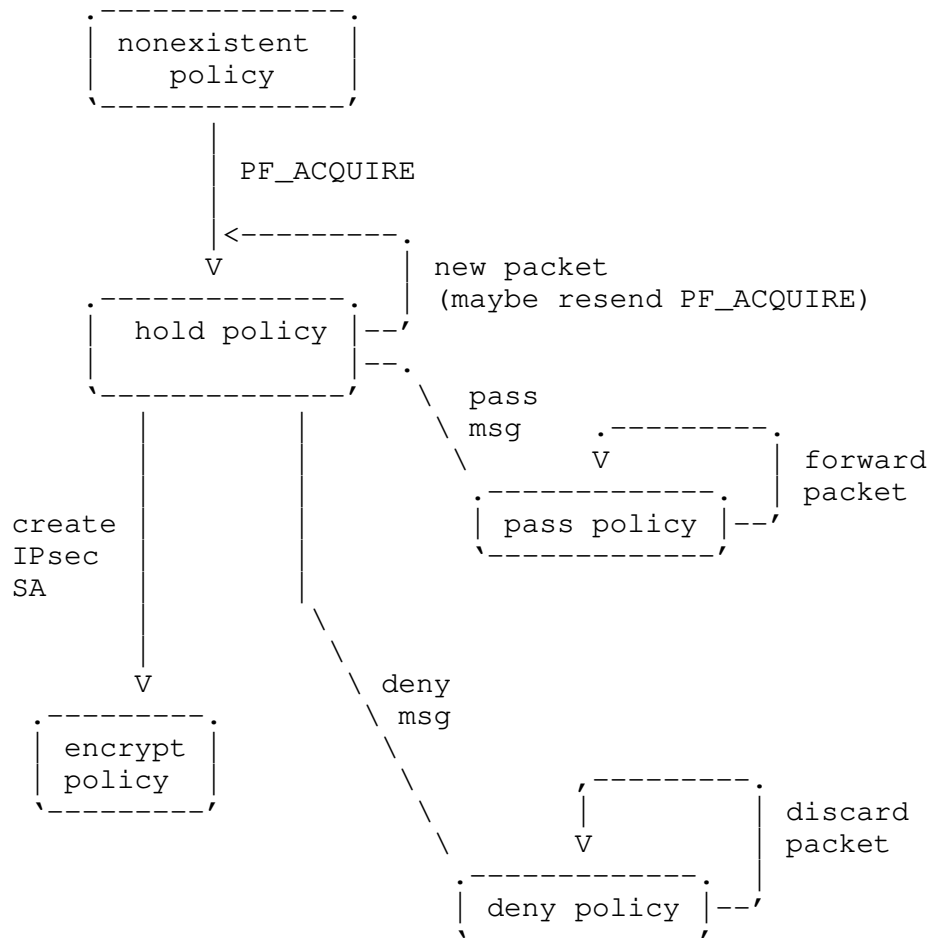 nonexistent
policy
PF_ACQUIRE
new packet
(maybe resend PF_ACQUIRE)
hold policy
pass
msg
forward
packet
pass policy
create
IPsec
SA
deny
msg
encrypt
policy
discard
packet
deny policy